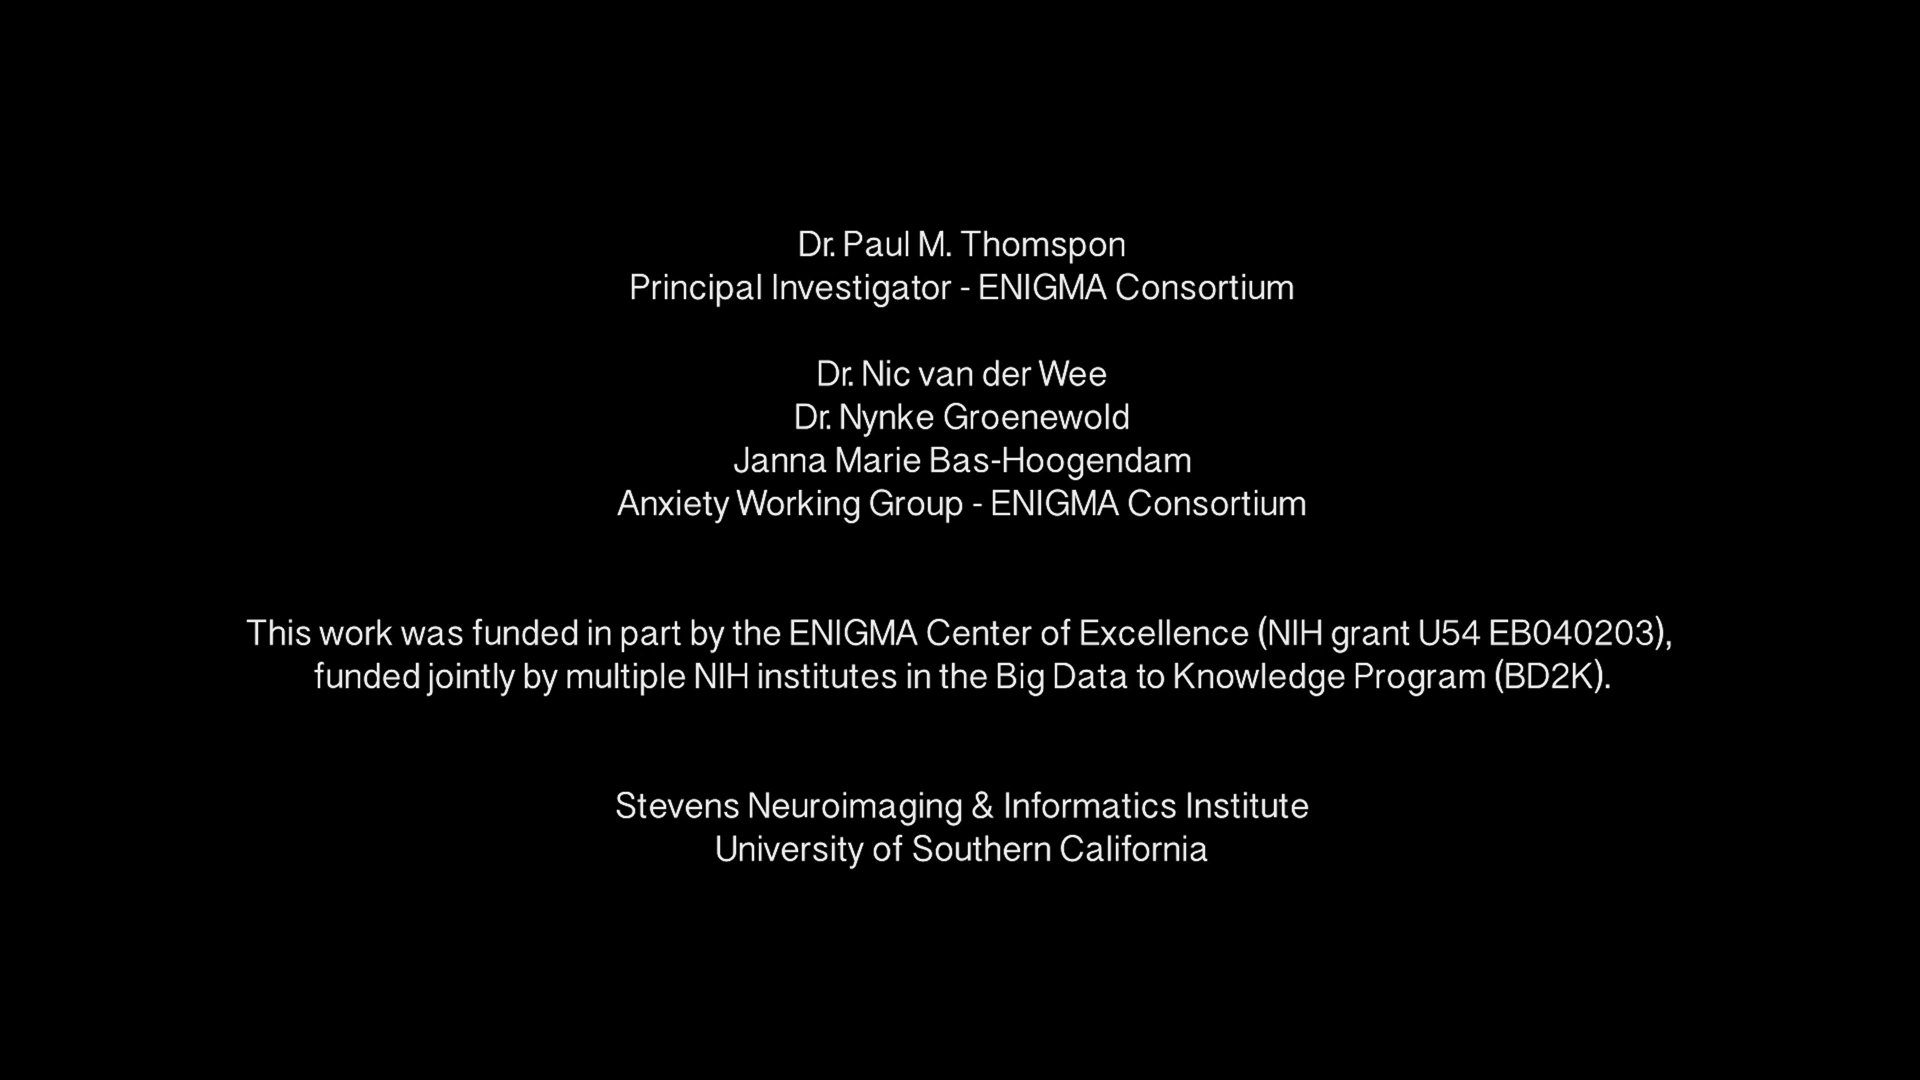 Dr. Paul M. Thomspon
Principal Investigator - ENIGMA Consortium
Dr. Nic van der Wee
Dr. Nynke Groenewold
Janna Marie Bas-Hoogendam
Anxiety Working Group - ENIGMA Consortium
This work was funded in part by the ENIGMA Center of Excellence (NIH grant U54 EB040203),
funded jointly by multiple NIH institutes in the Big Data to Knowledge Program (BD2K).
Stevens Neuroimaging & Informatics Institute
University of Southern California